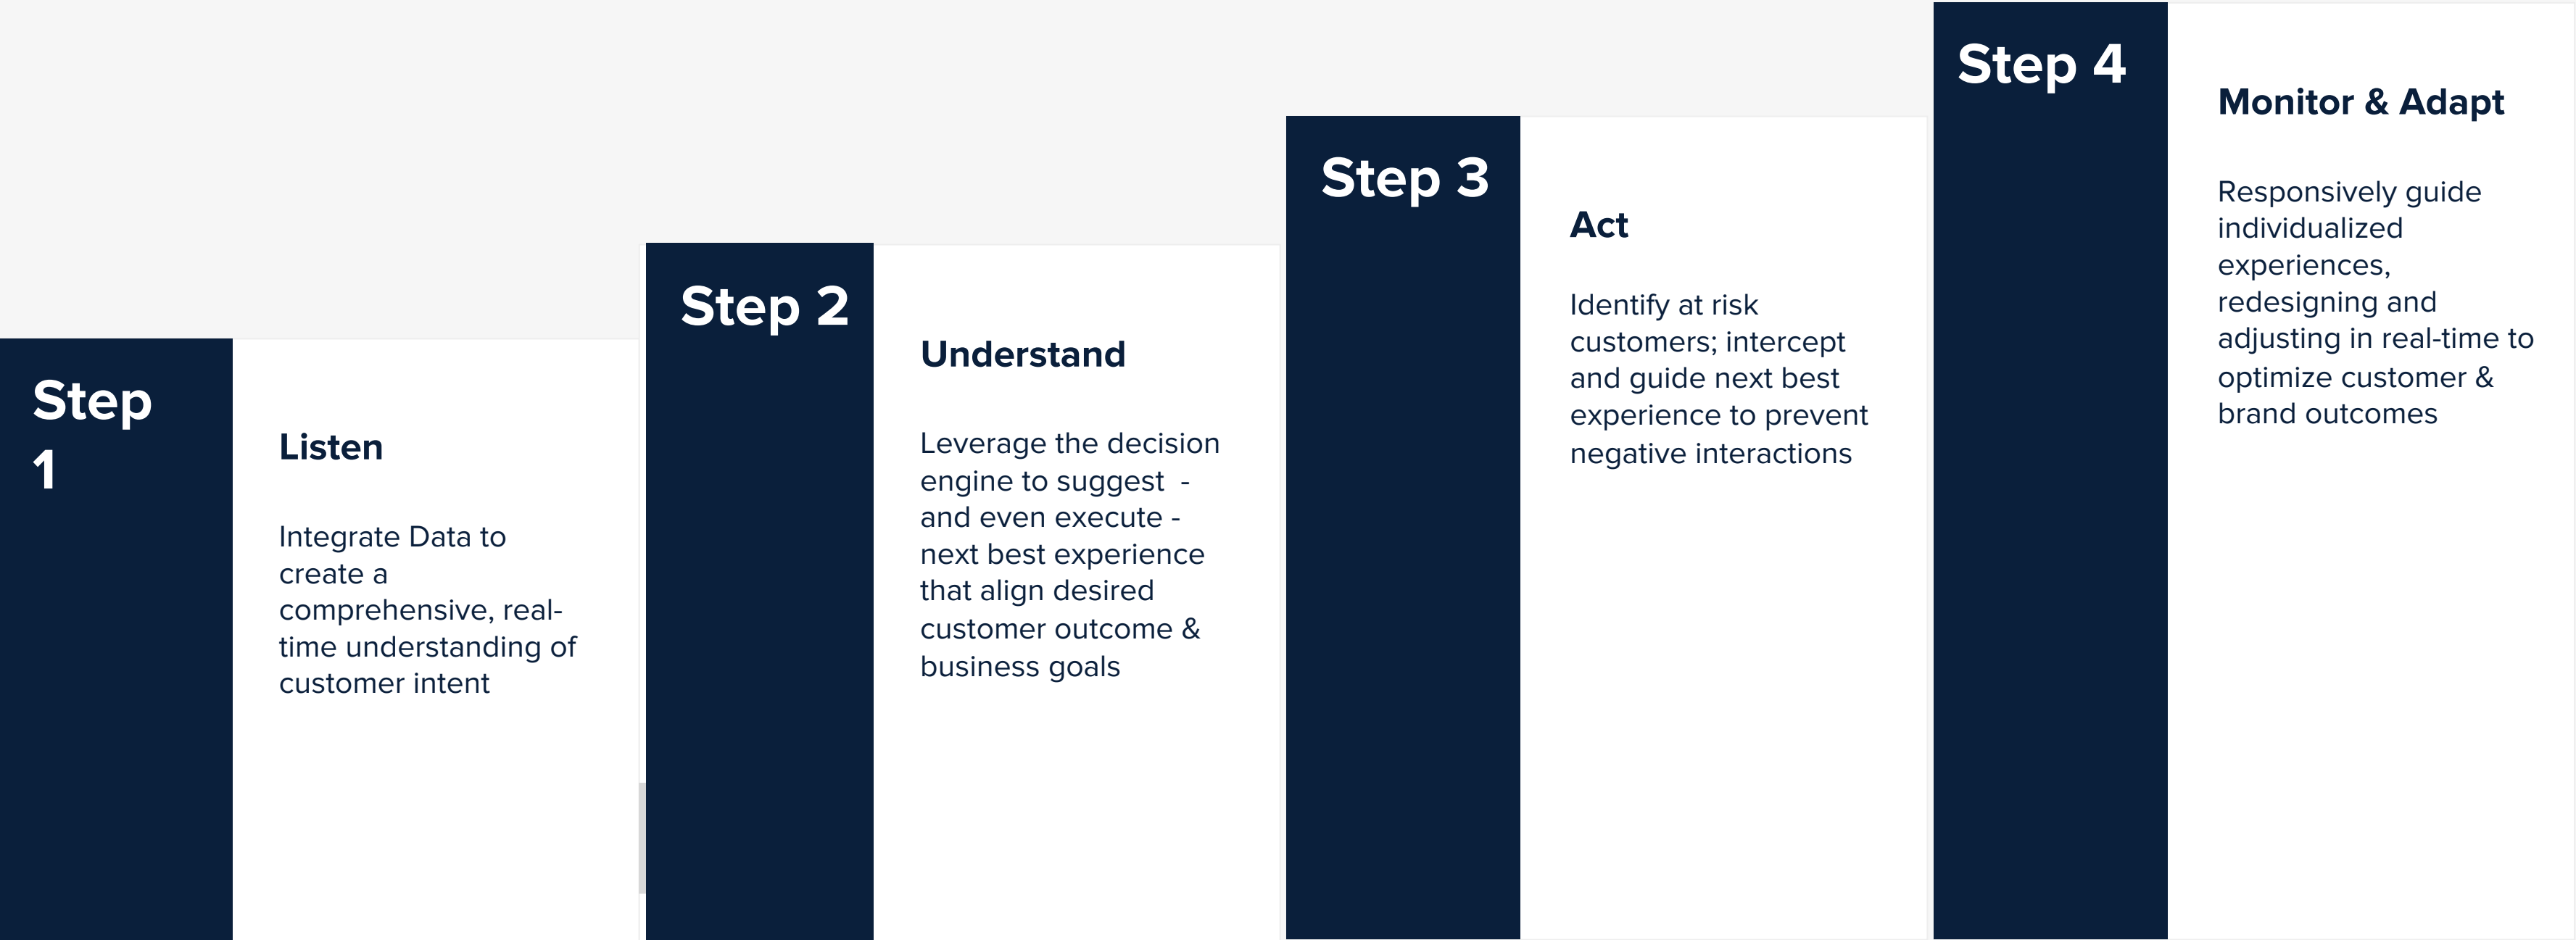 Step
1
Listen
Integrate Data to
create a
comprehensive, real-
time understanding of
customer intent
Step 2
Understand
Leverage the decision
engine to suggest  -
and even execute -
next best experience
that align desired
customer outcome &
business goals
Step 3
Act
Identify at risk
customers; intercept
and guide next best
experience to prevent
negative interactions
Step 4
Monitor & Adapt
Responsively guide
individualized
experiences,
redesigning and
adjusting in real-time to
optimize customer &
brand outcomes